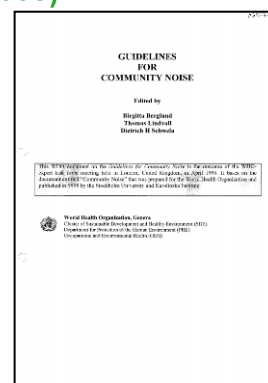 GUIDELINES
FOR
COMMUNITY NOISE
Edited by
Birgitta Berglund
Thomas Lindvall
Dietrich H Schwela
This WHO document on the Guidelines for Community Noise is the outcome of the WHO-
expert task force meeting held in London, United Kingdom, in April 1999. It bases on the
document entitled "Community Noise" that was prepared for the World Health Organization and
published in 1995 by the Stockholm University and Karolinska Institute.
World Health Organization, Geneva
Cluster of Sustainable Development and Healthy Environment (SDE)
Department for Protection of the Human Environment (PHE)
Occupational and Environmental Health (OEH)